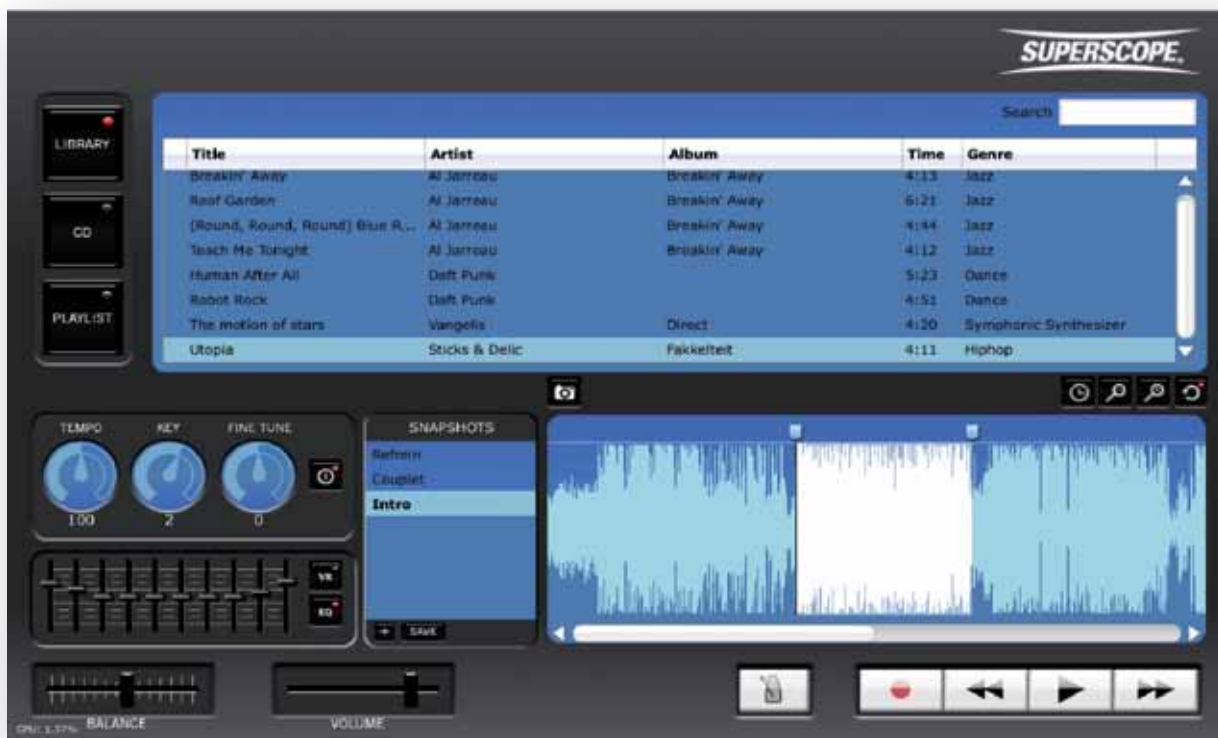 SUPERSCOPE.
LIBRARY
CD
PLAYLIST
Search
Title Artist Album Time Genre
Breakin' Away Al Jarreau Breakin' Away 4:13 Jazz
Roof Garden Al Jarreau Breakin' Away 6:21 Jazz
(Round, Round, Round) Blue R... Al Jarreau Breakin' Away 4:44 Jazz
Teach Me Tonight Al Jarreau Breakin' Away 4:12 Jazz
Human After All Daft Punk 5:23 Dance
Robot Rock Daft Punk 4:51 Dance
The motion of stars Vangelis Direct 4:20 Symphonic Synthesizer
Utopia Sticks & Delic Fakkelteit 4:11 Hiphop
TEMPO KEY FINE TUNE
100 2 0
VR
EQ
SNAPSHOTS
Refrein
Couplet
Intro
+ SAVE
BALANCE
VOLUME
CPU: 1.57%